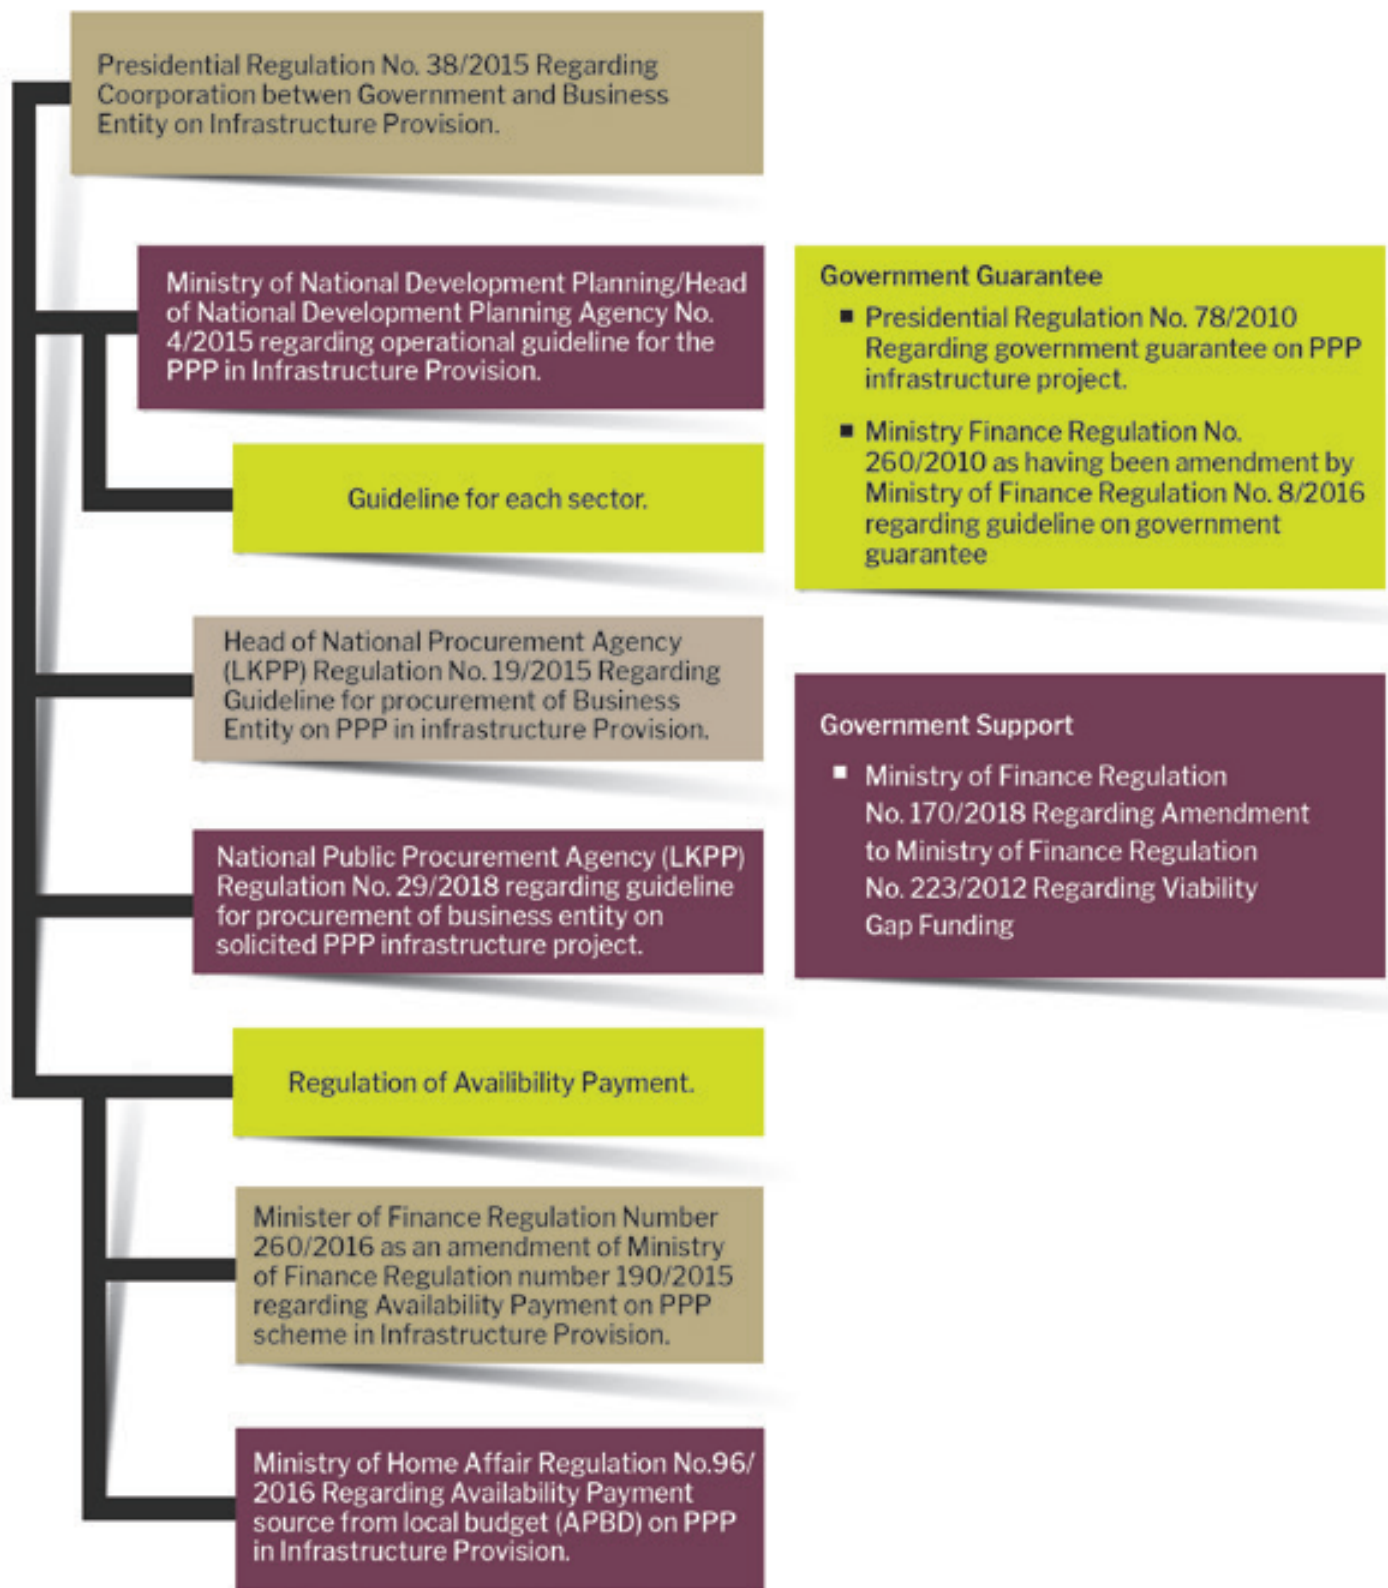 Presidential Regulation No. 38/2015 Regarding
Coorporation betwen Government and Business
Entity on Infrastructure Provision.
Ministry of National Development Planning/Head
of National Development Planning Agency No.
4/2015 regarding operational guideline for the
PPP in Infrastructure Provision.
Guideline for each sector.
Head of National Procurement Agency
(LKPP) Regulation No. 19/2015 Regarding
Guideline for procurement of Business
Entity on PPP in infrastructure Provision.
National Public Procurement Agency (LKPP)
Regulation No. 29/2018 regarding guideline
for procurement of business entity on
solicited PPP infrastructure project.
Regulation of Availibility Payment.
Minister of Finance Regulation Number
260/2016 as an amendment of Ministry
of Finance Regulation number 190/2015
regarding Availability Payment on PPP
scheme in Infrastructure Provision.
Ministry of Home Affair Regulation No.96/
2016 Regarding Availability Payment
source from local budget (APBD) on PPP
in Infrastructure Provision.
Government Guarantee
■ Presidential Regulation No. 78/2010
Regarding government guarantee on PPP
infrastructure project.
■ Ministry Finance Regulation No.
260/2010 as having been amendment by
Ministry of Finance Regulation No. 8/2016
regarding guideline on government
guarantee
Government Support
■ Ministry of Finance Regulation
No. 170/2018 Regarding Amendment
to Ministry of Finance Regulation
No. 223/2012 Regarding Viability
Gap Funding